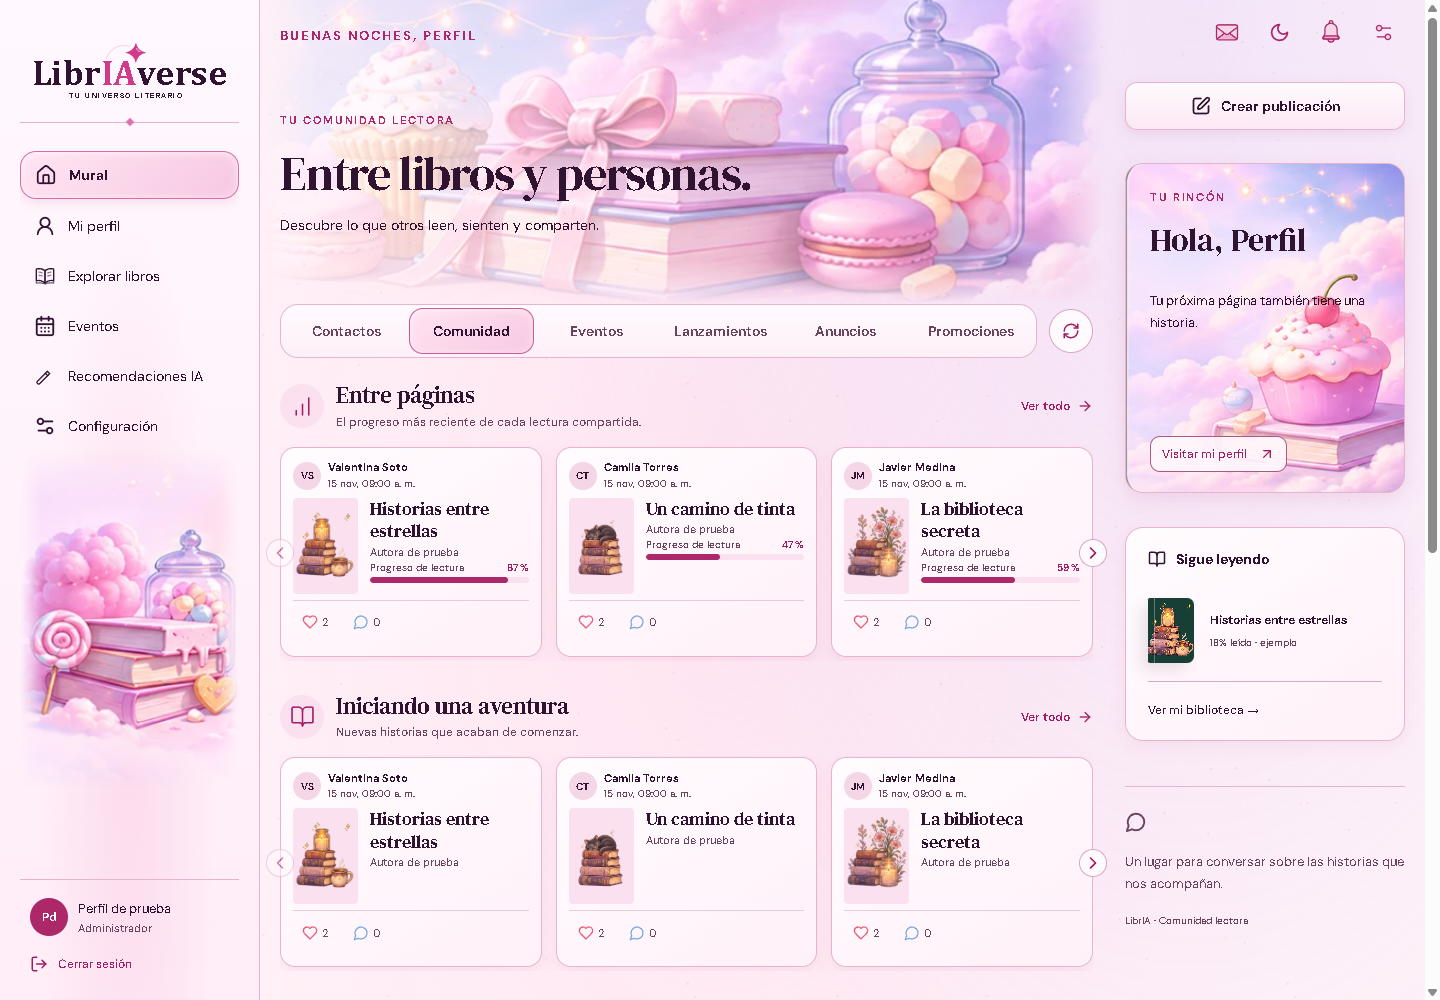 LibrIAverse
TU UNIVERSO LITERARIO
Mural
Mi perfil
Explorar libros
Eventos
Recomendaciones IA
Configuración
Pd
Perfil de prueba
Administrador
Cerrar sesión
BUENAS NOCHES, PERFIL
TU COMUNIDAD LECTORA
Entre libros y personas.
Descubre lo que otros leen, sienten y comparten.
Contactos
Comunidad
Eventos
Lanzamientos
Anuncios
Promociones
Entre páginas
El progreso más reciente de cada lectura compartida.
Ver todo →
VS
Valentina Soto
15 nov, 09:00 a. m.
Historias entre
estrellas
Autora de prueba
Progreso de lectura 87%
2 0
CT
Camila Torres
15 nov, 09:00 a. m.
Un camino de tinta
Autora de prueba
Progreso de lectura 47%
2 0
JM
Javier Medina
15 nov, 09:00 a. m.
La biblioteca
secreta
Autora de prueba
Progreso de lectura 59%
2 0
Iniciando una aventura
Nuevas historias que acaban de comenzar.
Ver todo →
VS
Valentina Soto
15 nov, 09:00 a. m.
Historias entre
estrellas
Autora de prueba
2 0
CT
Camila Torres
15 nov, 09:00 a. m.
Un camino de tinta
Autora de prueba
2 0
JM
Javier Medina
15 nov, 09:00 a. m.
La biblioteca
secreta
Autora de prueba
2 0
Crear publicación
TU RINCÓN
Hola, Perfil
Tu próxima página también tiene una
historia.
Visitar mi perfil
Sigue leyendo
Historias entre estrellas
18% leído · ejemplo
Ver mi biblioteca →
Un lugar para conversar sobre las historias que
nos acompañan.
LibrIA · Comunidad lectora